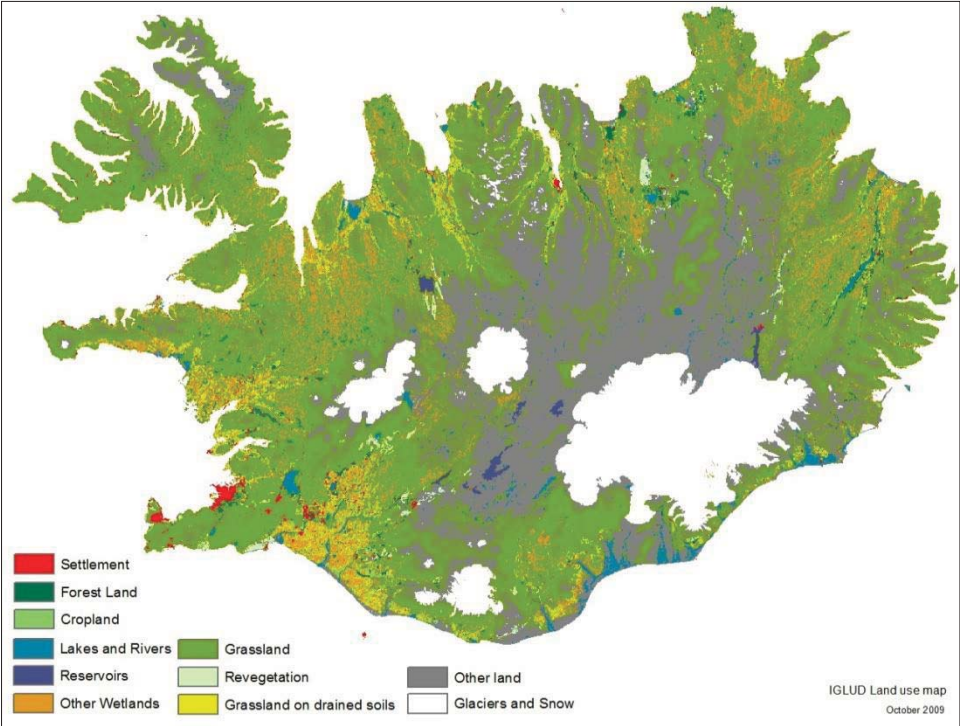 Settlement
Forest Land
Cropland
Lakes and Rivers
Reservoirs
Other Wetlands
Grassland
Revegetation
Grassland on drained soils
Other land
Glaciers and Snow
IGLUD Land use map
October 2009